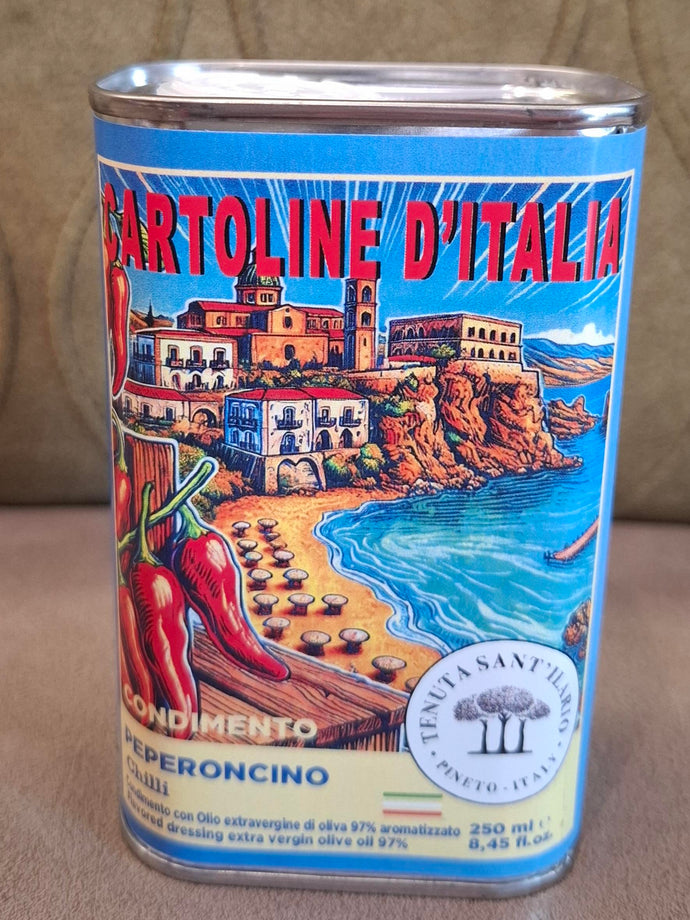 CARTOLINE D'ITALIA
TENUTA SANT'ILARIO
PINETO - ITALY
CONDIMENTO
PEPERONCINO
Chilli
Condimento con Olio extravergine di oliva 97% aromatizzato
Flavored dressing extra vergin olive oil 97%
250 ml e
8,45 fl.oz.